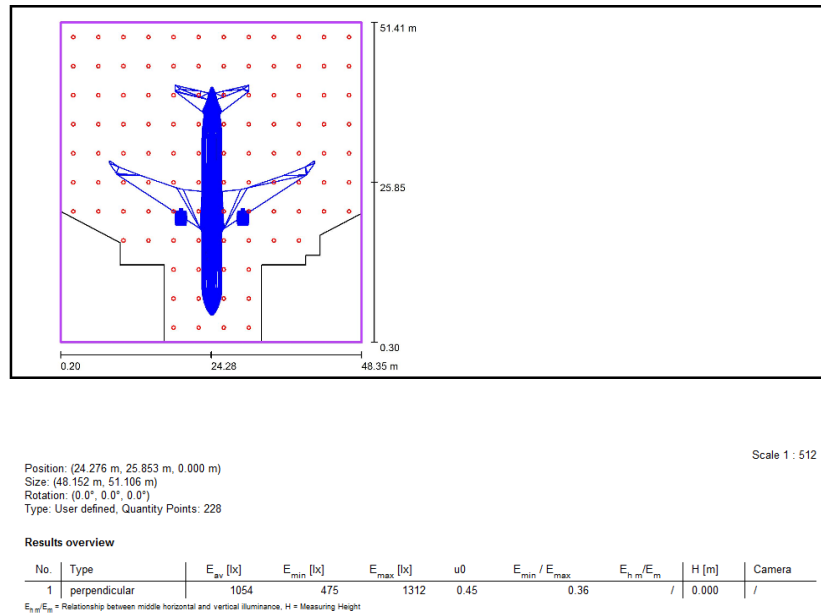 51.41 m
25.85
0.30
0.20 24.28 48.35 m
Scale 1 : 512
Position: (24.276 m, 25.853 m, 0.000 m)
Size: (48.152 m, 51.106 m)
Rotation: (0.0°, 0.0°, 0.0°)
Type: User defined, Quantity Points: 228
Results overview
No. Type Eav [lx] Emin [lx] Emax [lx] u0 Emin / Emax Eh m/Em H [m] Camera
1 perpendicular 1054 475 1312 0.45 0.36 / 0.000 /
Eh m/Em = Relationship between middle horizontal and vertical illuminance, H = Measuring Height